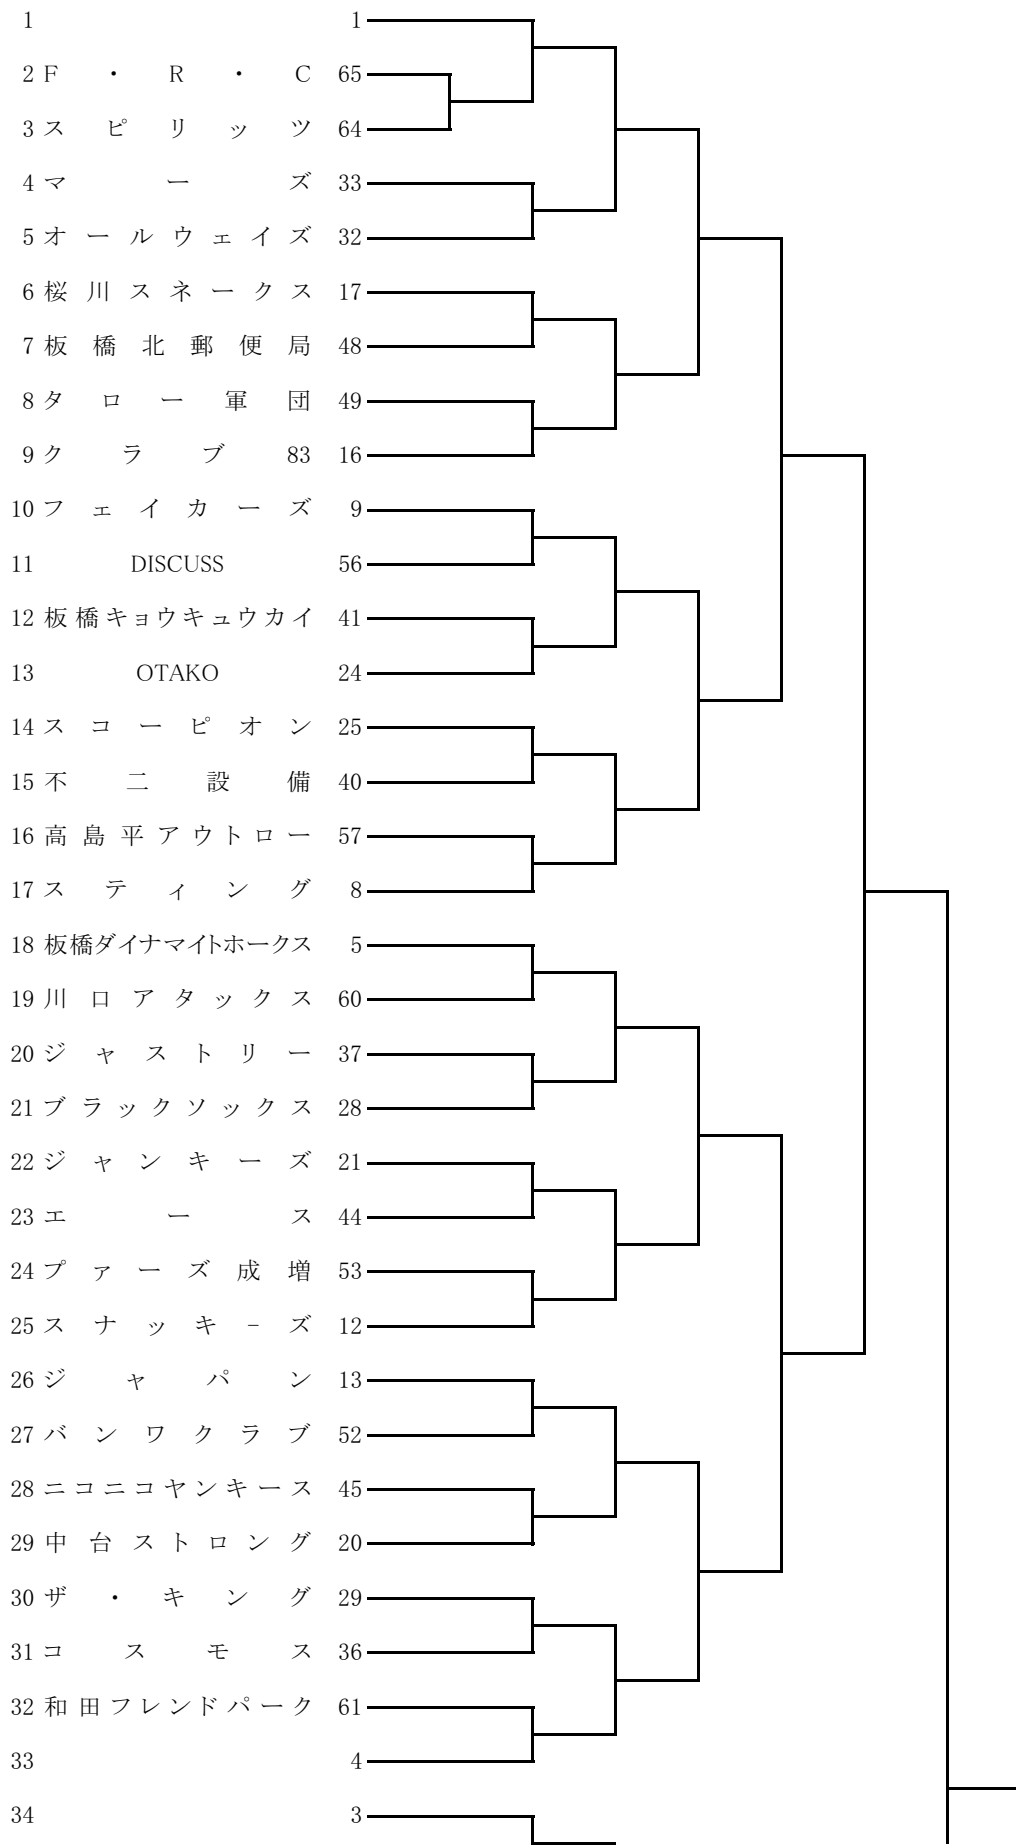 1 1
2 F・R・C 65
3 スピリッツ 64
4 マーズ 33
5 オールウェイズ 32
6 桜川スネークス 17
7 板橋北郵便局 48
8 タロー軍団 49
9 クラブ83 16
10 フェイカーズ 9
11 DISCUSS 56
12 板橋キョウキュウカイ 41
13 OTAKO 24
14 スコーピオン 25
15 不二設備 40
16 高島平アウトロー 57
17 スティング 8
18 板橋ダイナマイトホークス 5
19 川口アタックス 60
20 ジャストリー 37
21 ブラックソックス 28
22 ジャンキーズ 21
23 エース 44
24 プァーズ成増 53
25 スナッキ-ズ 12
26 ジャパン 13
27 バンワクラブ 52
28 ニコニコヤンキース 45
29 中台ストロング 20
30 ザ・キング 29
31 コスモス 36
32 和田フレンドパーク 61
33 4
34 3